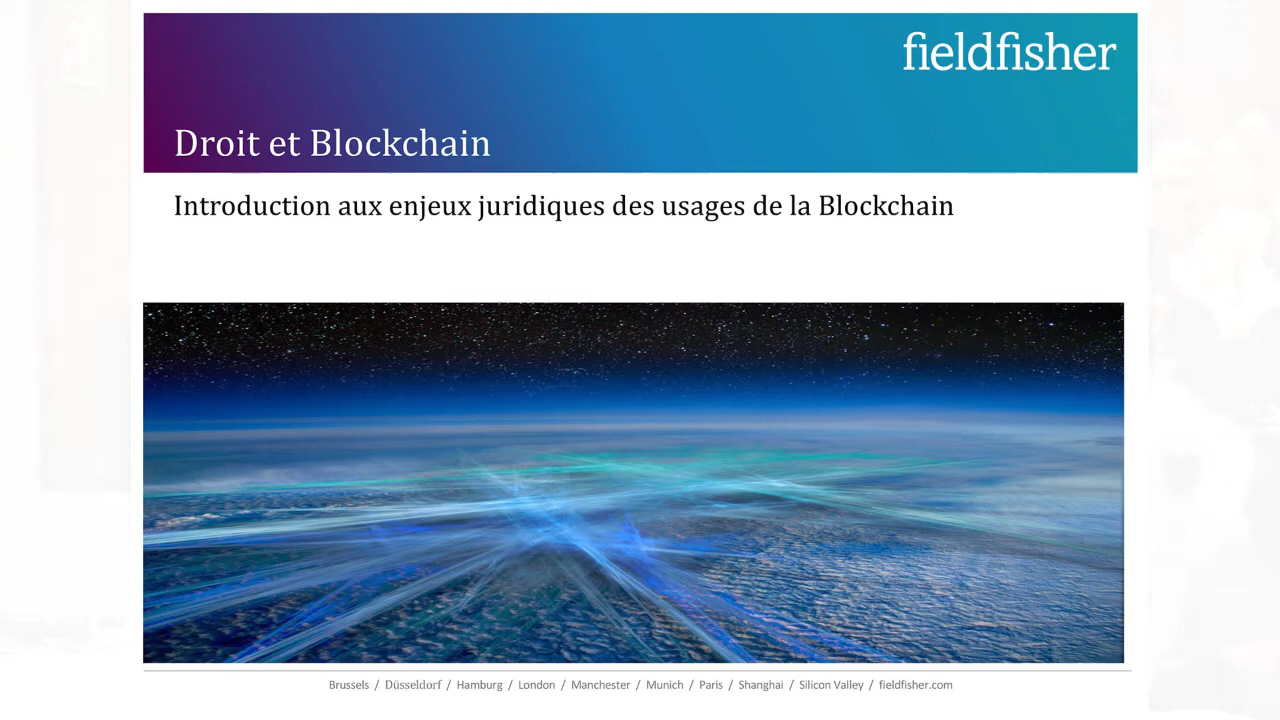 fieldfisher
Droit et Blockchain
Introduction aux enjeux juridiques des usages de la Blockchain
Brussels / Düsseldorf / Hamburg / London / Manchester / Munich / Paris / Shanghai / Silicon Valley / fieldfisher.com